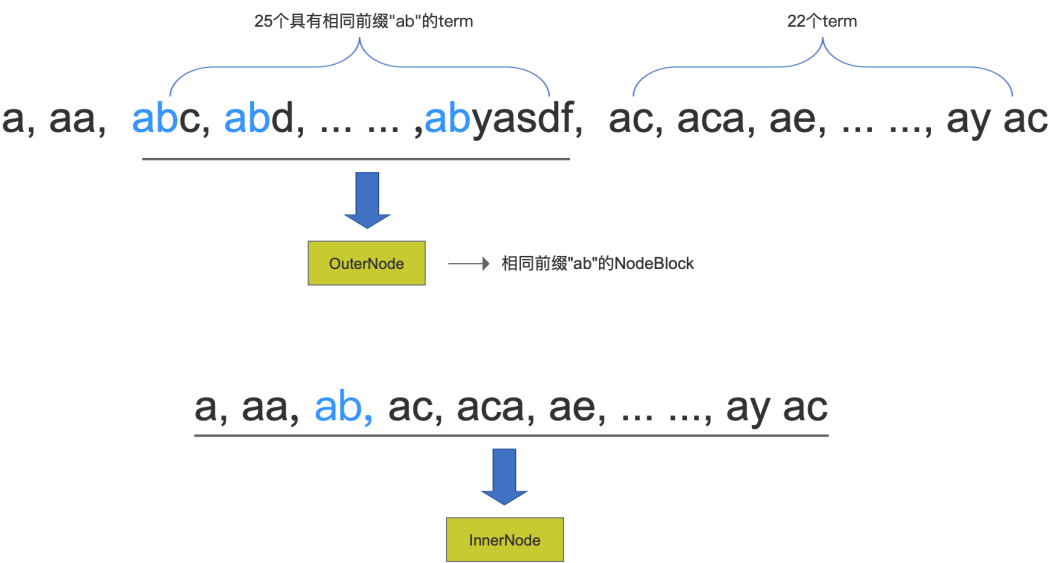 25个具有相同前缀"ab"的term 22个term
a, aa, abc, abd, ... ... ,abyasdf, ac, aca, ae, ... ..., ay ac
OuterNode 相同前缀"ab"的NodeBlock
a, aa, ab, ac, aca, ae, ... ..., ay ac
InnerNode